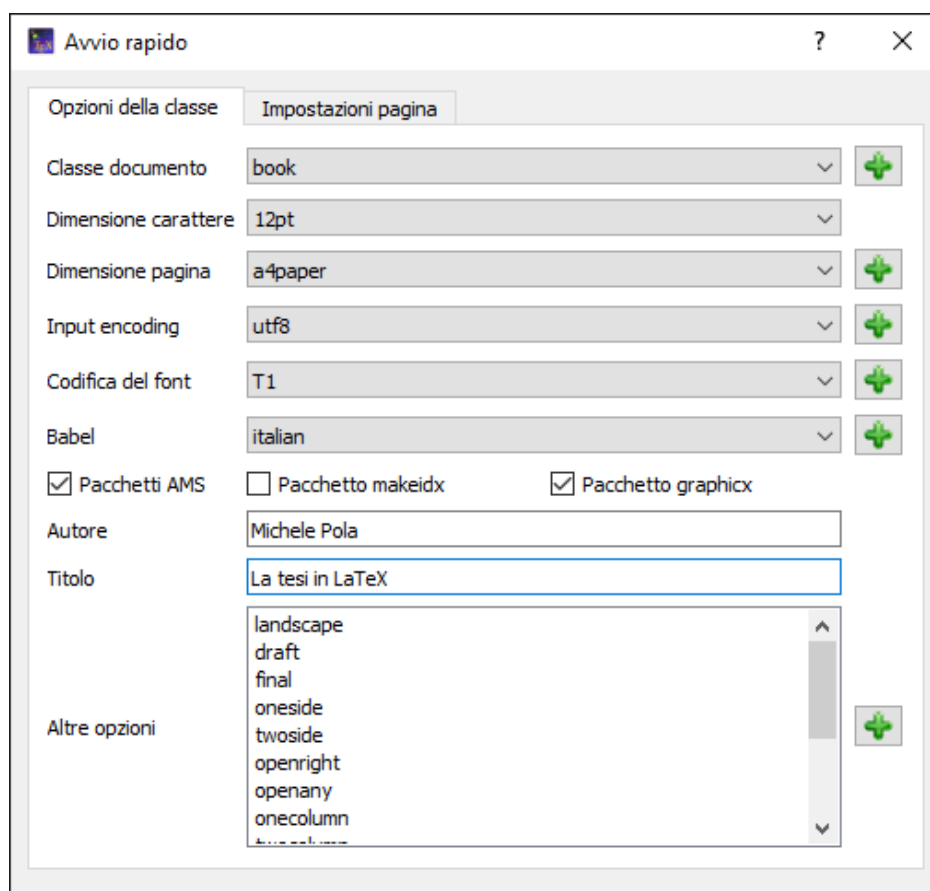 Avvio rapido ?
Opzioni della classe Impostazioni pagina
Classe documento book
Dimensione carattere 12pt
Dimensione pagina a4paper
Input encoding utf8
Codifica del font T1
Babel italian
Pacchetti AMS Pacchetto makeidx Pacchetto graphicx
Autore Michele Pola
Titolo La tesi in LaTeX
landscape
draft
final
oneside
Altre opzioni twoside
openright
openany
onecolumn